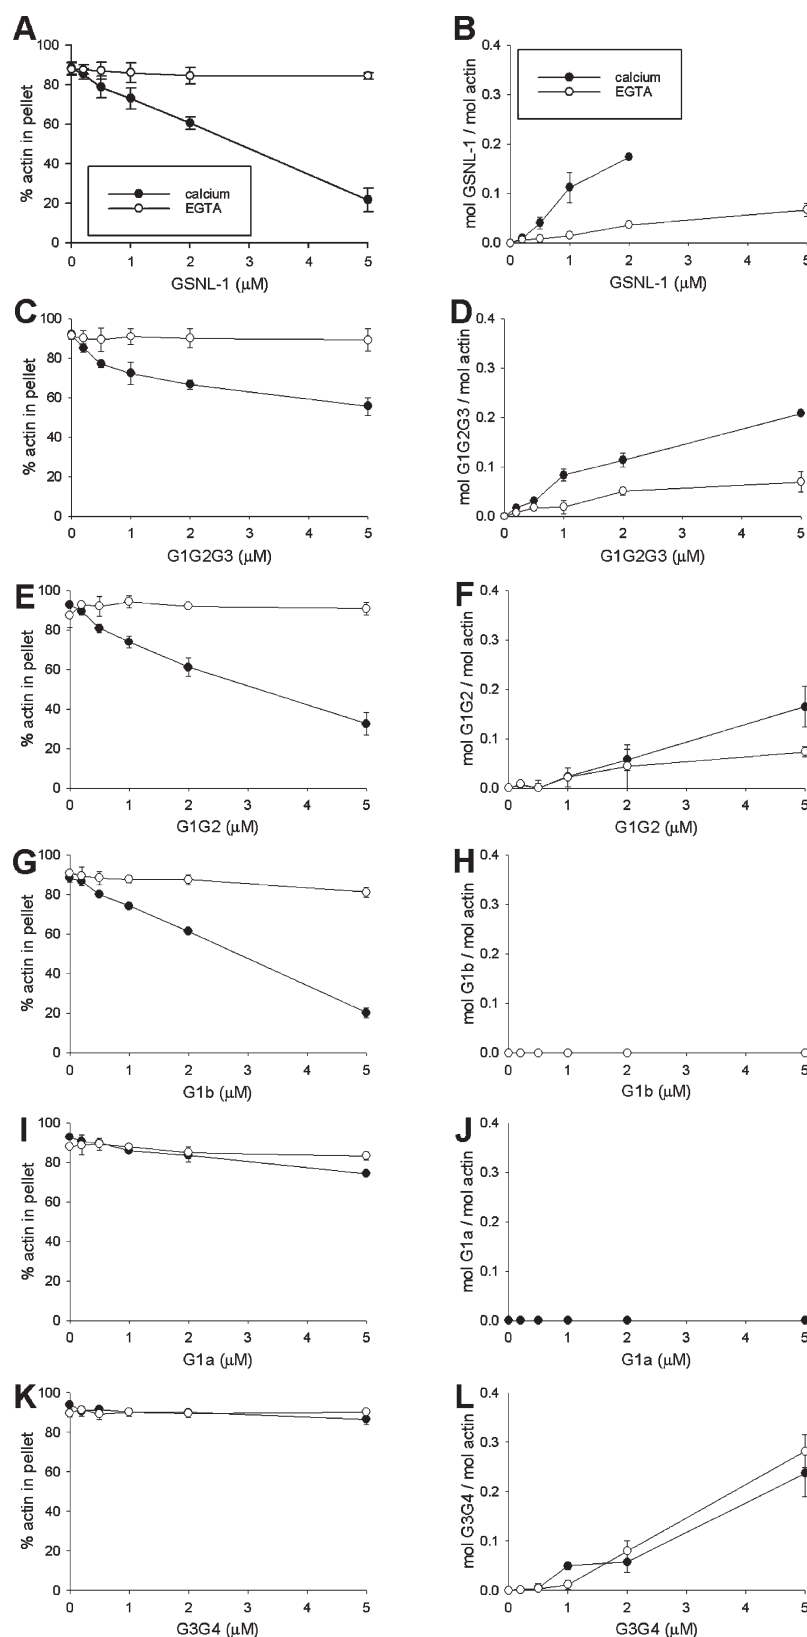 A
% actin in pellet
100
80
60
40
20
0
calcium
EGTA
0 1 2 3 4 5
GSNL-1 (μM)
B
mol GSNL-1 / mol actin
0.4
0.3
0.2
0.1
0.0
calcium
EGTA
0 1 2 3 4 5
GSNL-1 (μM)
C
% actin in pellet
100
80
60
40
20
0
0 1 2 3 4 5
G1G2G3 (μM)
D
mol G1G2G3 / mol actin
0.4
0.3
0.2
0.1
0.0
0 1 2 3 4 5
G1G2G3 (μM)
E
% actin in pellet
100
80
60
40
20
0
0 1 2 3 4 5
G1G2 (μM)
F
mol G1G2 / mol actin
0.4
0.3
0.2
0.1
0.0
0 1 2 3 4 5
G1G2 (μM)
G
% actin in pellet
100
80
60
40
20
0
0 1 2 3 4 5
G1b (μM)
H
mol G1b / mol actin
0.4
0.3
0.2
0.1
0.0
0 1 2 3 4 5
G1b (μM)
I
% actin in pellet
100
80
60
40
20
0
0 1 2 3 4 5
G1a (μM)
J
mol G1a / mol actin
0.4
0.3
0.2
0.1
0.0
0 1 2 3 4 5
G1a (μM)
K
% actin in pellet
100
80
60
40
20
0
0 1 2 3 4 5
G3G4 (μM)
L
mol G3G4 / mol actin
0.4
0.3
0.2
0.1
0.0
0 1 2 3 4 5
G3G4 (μM)